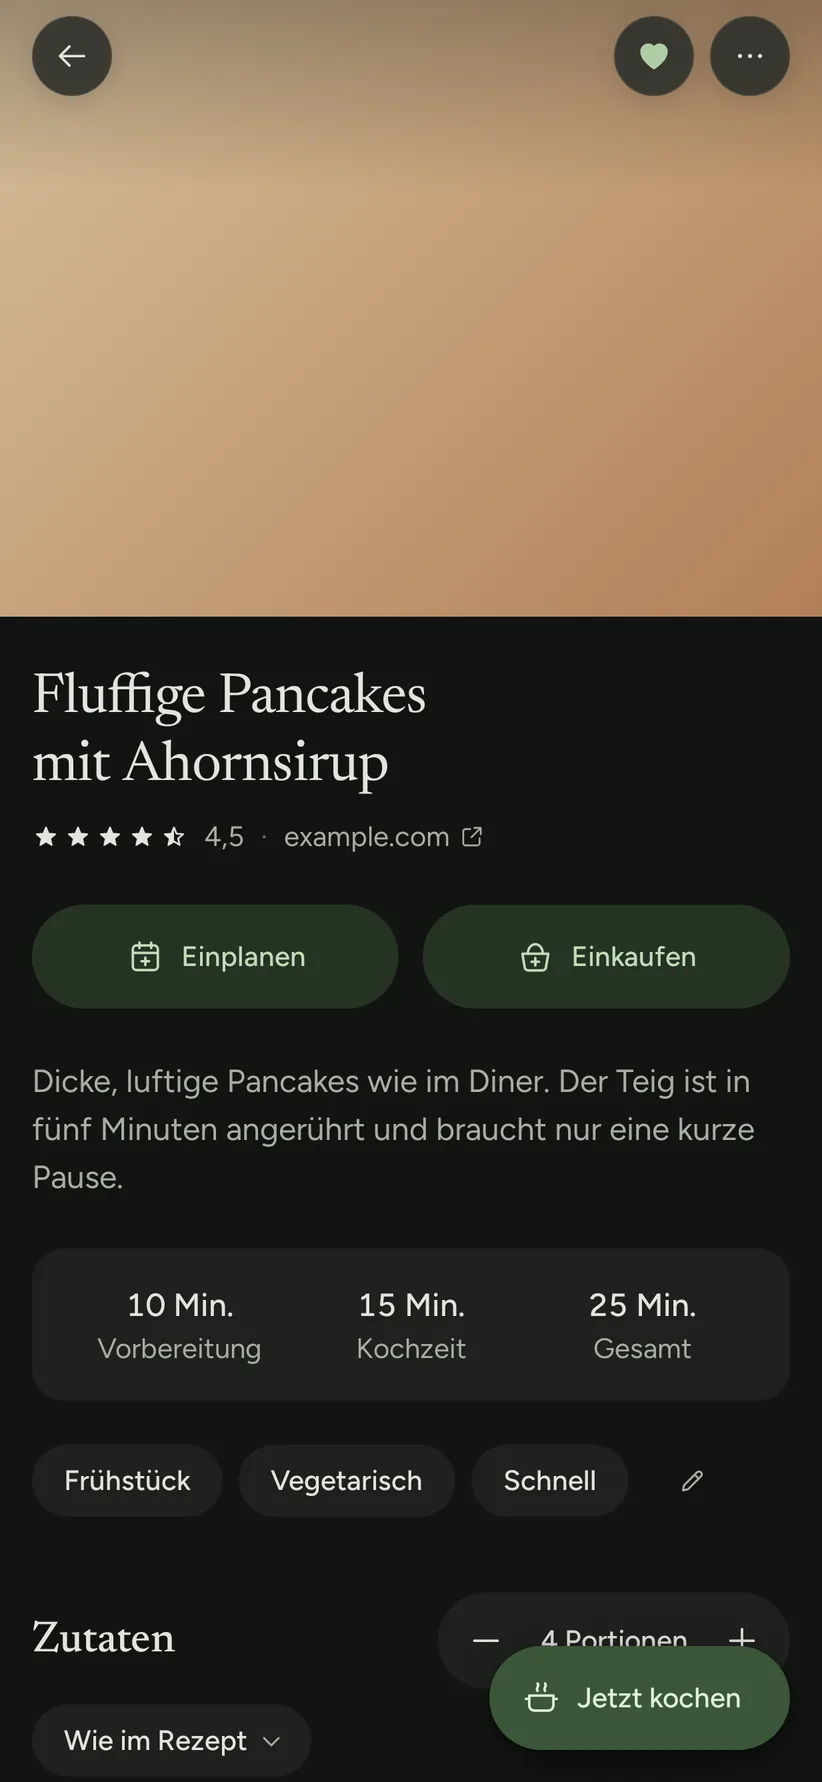 Fluffige Pancakes
mit Ahornsirup
4,5 · example.com
Einplanen
Einkaufen
Dicke, luftige Pancakes wie im Diner. Der Teig ist in
fünf Minuten angerührt und braucht nur eine kurze
Pause.
10 Min.
Vorbereitung
15 Min.
Kochzeit
25 Min.
Gesamt
Frühstück
Vegetarisch
Schnell
Zutaten
4 Portionen
Jetzt kochen
Wie im Rezept